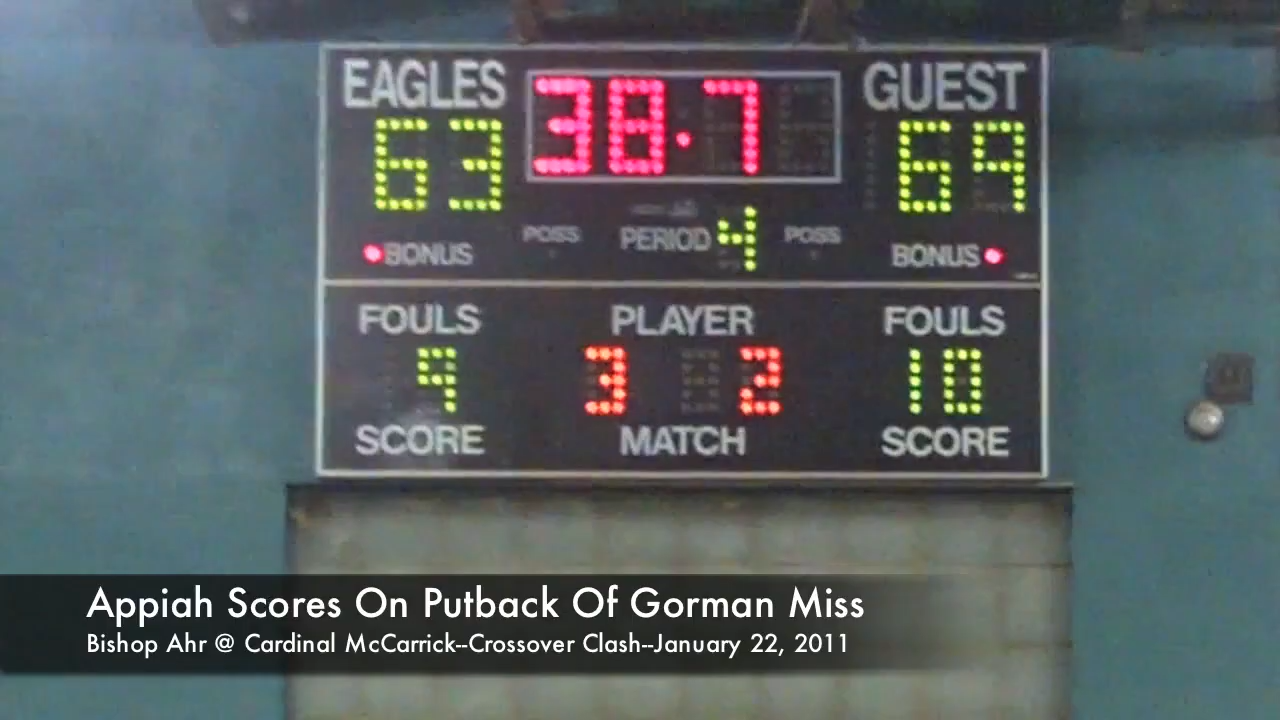 EAGLES 38.7 GUEST
63 69
POSS PERIOD 4 POSS
BONUS BONUS
FOULS PLAYER FOULS
9 3 2 10
SCORE MATCH SCORE
Appiah Scores On Putback Of Gorman Miss
Bishop Ahr @ Cardinal McCarrick--Crossover Clash--January 22, 2011